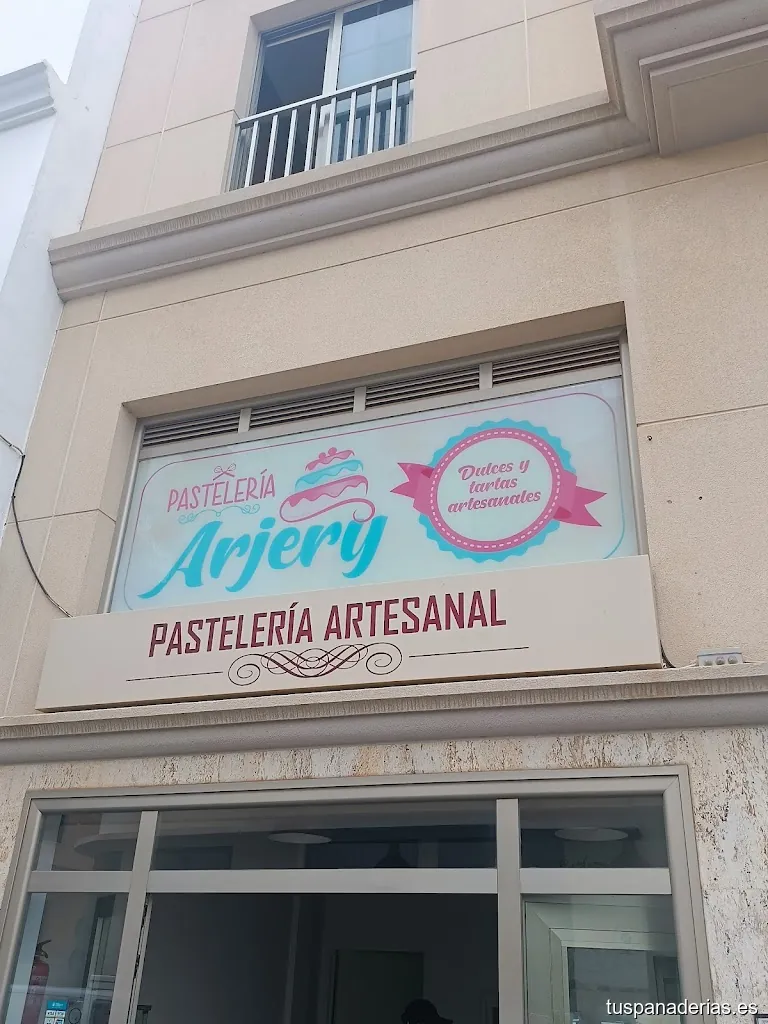 PASTELERÍA
Arjery
Dulces y
tartas
artesanales
PASTELERÍA ARTESANAL
tuspanaderias.es